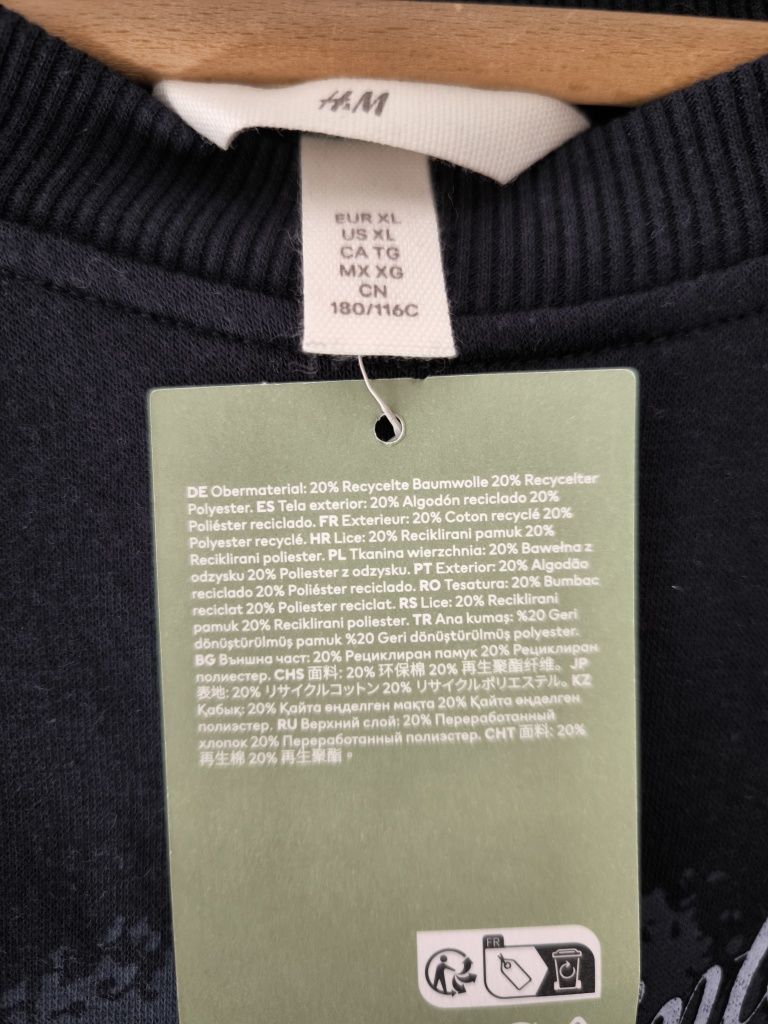 H&M
EUR XL
US XL
CA TG
MX XG
CN
180/116C
DE Obermaterial: 20% Recycelte Baumwolle 20% Recycelter
Polyester. ES Tela exterior: 20% Algodón reciclado 20%
Poliéster reciclado. FR Exterieur: 20% Coton recyclé 20%
Polyester recyclé. HR Lice: 20% Reciklirani pamuk 20%
Reciklirani poliester. PL Tkanina wierzchnia: 20% Bawełna z
odzysku 20% Poliester z odzysku. PT Exterior: 20% Algodão
reciclado 20% Poliéster reciclado. RO Tesatura: 20% Bumbac
reciclat 20% Poliester reciclat. RS Lice: 20% Reciklirani
pamuk 20% Reciklirani poliester. TR Ana kumaş: %20 Geri
dönüştürülmüş pamuk %20 Geri dönüştürülmüş polyester.
BG Външна част: 20% Рециклиран памук 20% Рециклиран
полиестер. CHS 面料: 20% 环保棉 20% 再生聚酯纤维。 JP
表地: 20% リサイクルコットン 20% リサイクルポリエステル。 KZ
Қабық: 20% Қайта өңделген мақта 20% Қайта өңделген
полиэстер. RU Верхний слой: 20% Переработанный
хлопок 20% Переработанный полиэстер. CHT 面料: 20%
再生棉 20% 再生聚酯。
FR